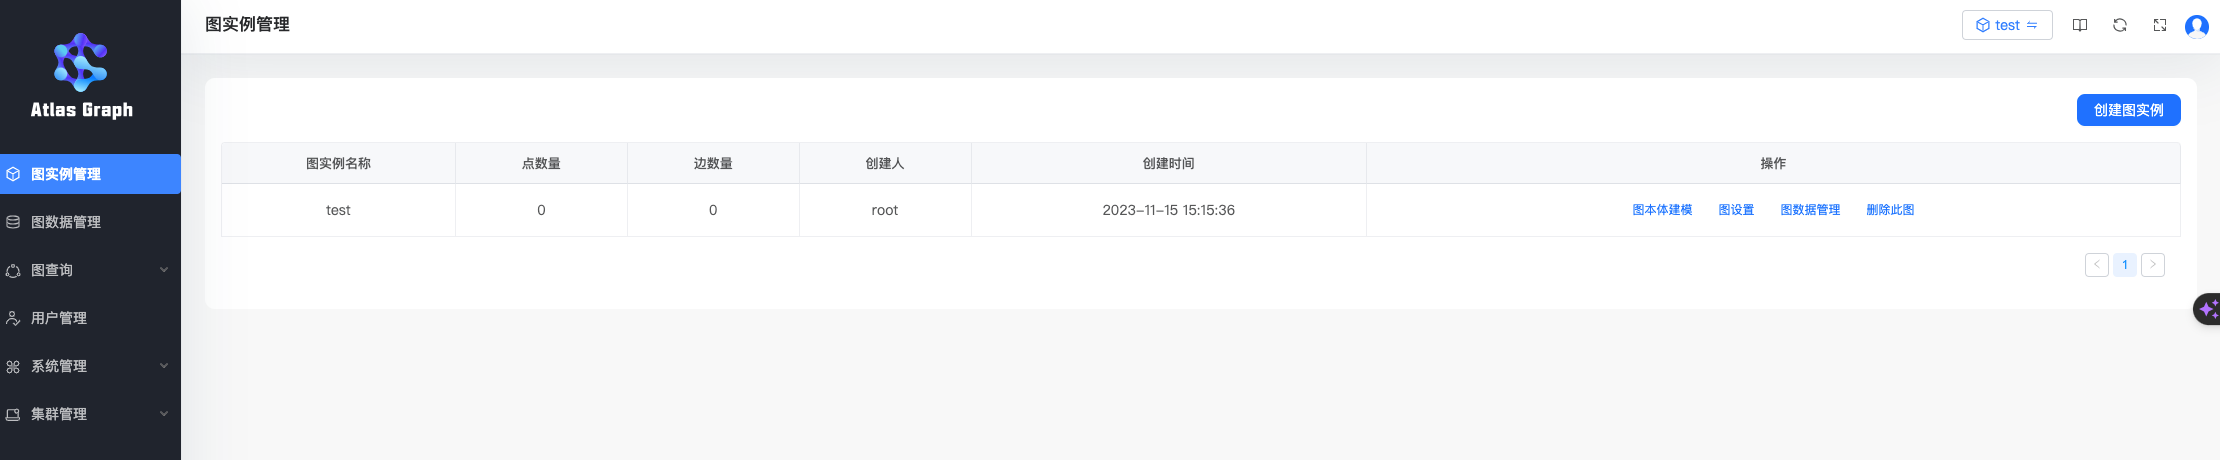 Atlas Graph
图实例管理
图数据管理
图查询
用户管理
系统管理
集群管理
图实例管理
test
创建图实例
图实例名称 点数量 边数量 创建人 创建时间 操作
test 0 0 root 2023-11-15 15:15:36 图本体建模 图设置 图数据管理 删除此图
1